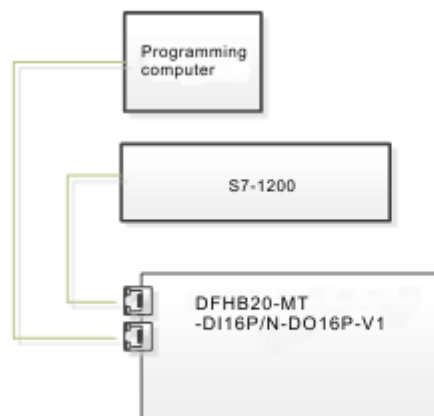 Programming
computer
S7-1200
DFHB20-MT
-DI16P/N-DO16P-V1